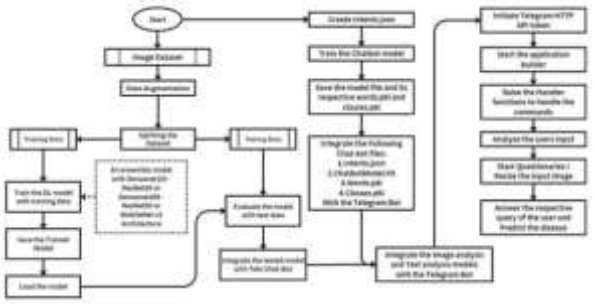 Start
Image Dataset
Data Augmentation
Splitting the
Dataset
Training Data
Testing Data
Train the DL model
with training data
An ensemble model
with Densenet201
ResNet50 or
Densenet201
ResNet50 or
MobileNet v2
Architecture
Save the Trained
Model
Load the model
Evaluate the model
with test data
Integrate the tested model
with Tele Chat-Bot
Create Intents.json
Train the Chatbot model
Save the model file and its
respective words.pkl and
classes.pkl
Integrate the Following
Chat-bot files:
1.Intents.json
2.ChatBotModel.h5
3.Words.pkl
4.Classes.pkl
With the Telegram Bot
Integrate the Image analysis
and Text analysis models
with the Telegram Bot
Initiate Telegram HTTP
API token
Start the application
builder
Raise the Handler
functions to handle the
commands
Analyse the users input
Start Questionaries /
Resize the input image
Answer the respective
query of the user and
Predict the disease